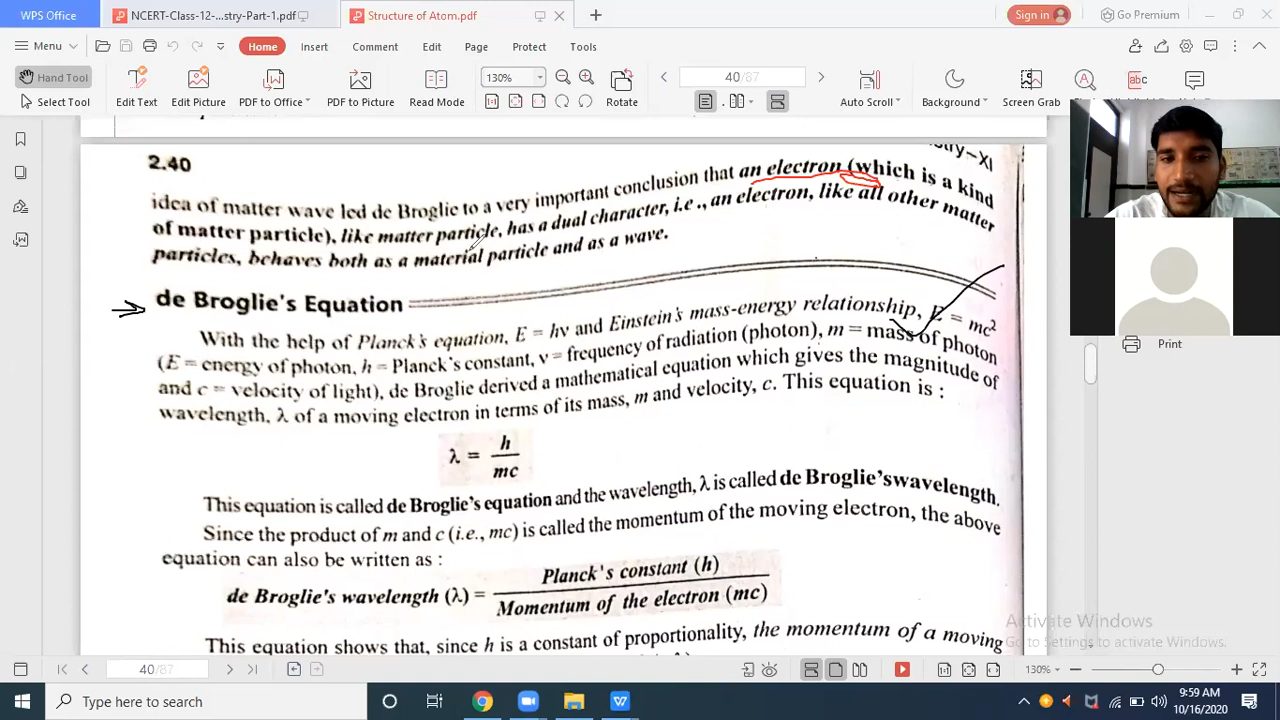 WPS Office
NCERT-Class-12-...stry-Part-1.pdf
Structure of Atom.pdf
Sign in
Go Premium
Menu
Home
Insert
Comment
Edit
Page
Protect
Tools
Hand Tool
Select Tool
Edit Text
Edit Picture
PDF to Office
PDF to Picture
130%
Read Mode
Rotate
40/87
Auto Scroll
Background
Screen Grab
2.40
idea of matter wave led de Broglie to a very important conclusion that an electron (which is a kind
of matter particle), like matter particle, has a dual character, i.e ., an electron, like all other matter
particles, behaves both as a material particle and as a wave.
de Broglie's Equation
With the help of Planck's equation, E = hν and Einstein's mass-energy relationship, E = mc²
(E = energy of photon, h = Planck's constant, ν = frequency of radiation (photon), m = mass of photon
and c = velocity of light), de Broglie derived a mathematical equation which gives the magnitude of
wavelength, λ of a moving electron in terms of its mass, m and velocity, c. This equation is :
λ = h
mc
This equation is called de Broglie's equation and the wavelength, λ is called de Broglie'swavelength.
Since the product of m and c (i.e., mc) is called the momentum of the moving electron, the above
equation can also be written as :
de Broglie's wavelength (λ) = Planck's constant (h)
Momentum of the electron (mc)
This equation shows that, since h is a constant of proportionality, the momentum of a moving
Print
Activate Windows
Go to Settings to activate Windows.
40/87
130%
Type here to search
9:59 AM
10/16/2020